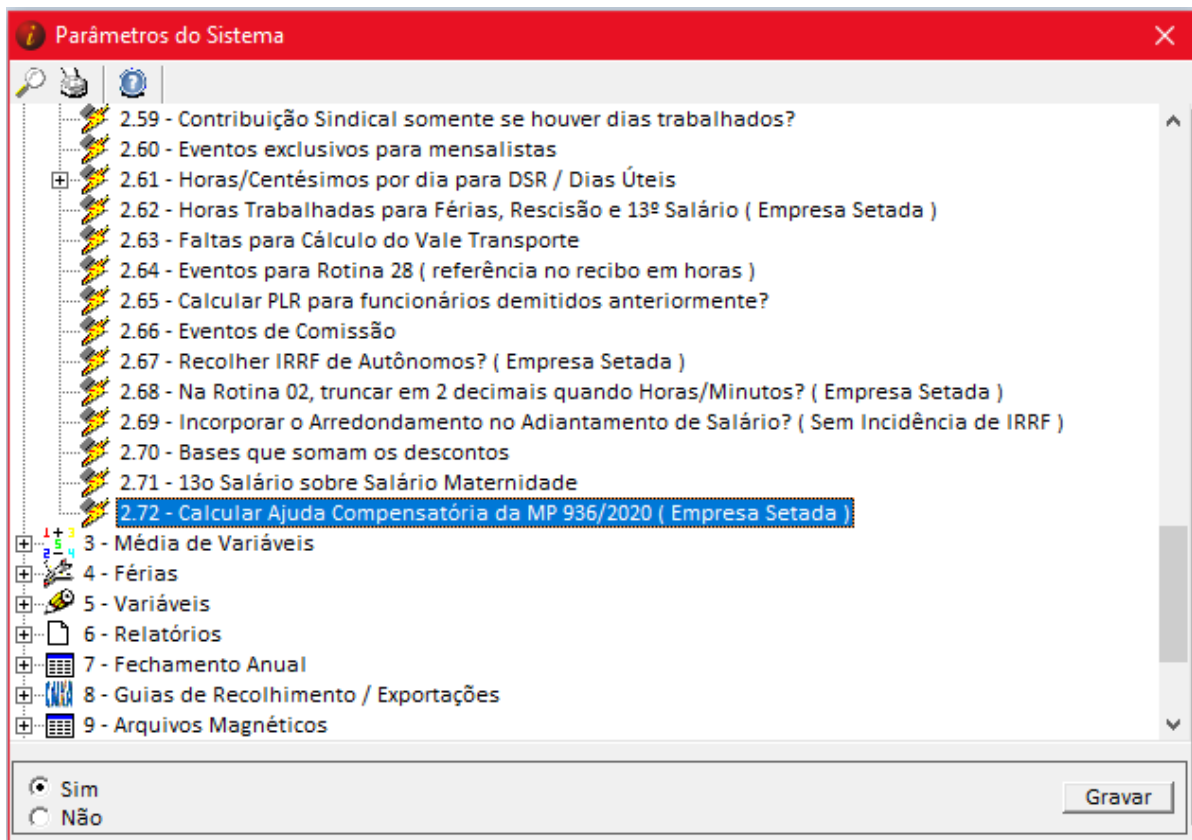 Parâmetros do Sistema
2.59 - Contribuição Sindical somente se houver dias trabalhados?
2.60 - Eventos exclusivos para mensalistas
2.61 - Horas/Centésimos por dia para DSR / Dias Úteis
2.62 - Horas Trabalhadas para Férias, Rescisão e 13º Salário ( Empresa Setada )
2.63 - Faltas para Cálculo do Vale Transporte
2.64 - Eventos para Rotina 28 ( referência no recibo em horas )
2.65 - Calcular PLR para funcionários demitidos anteriormente?
2.66 - Eventos de Comissão
2.67 - Recolher IRRF de Autônomos? ( Empresa Setada )
2.68 - Na Rotina 02, truncar em 2 decimais quando Horas/Minutos? ( Empresa Setada )
2.69 - Incorporar o Arredondamento no Adiantamento de Salário? ( Sem Incidência de IRRF )
2.70 - Bases que somam os descontos
2.71 - 13o Salário sobre Salário Maternidade
2.72 - Calcular Ajuda Compensatória da MP 936/2020 ( Empresa Setada )
3 - Média de Variáveis
4 - Férias
5 - Variáveis
6 - Relatórios
7 - Fechamento Anual
8 - Guias de Recolhimento / Exportações
9 - Arquivos Magnéticos
Sim
Não
Gravar